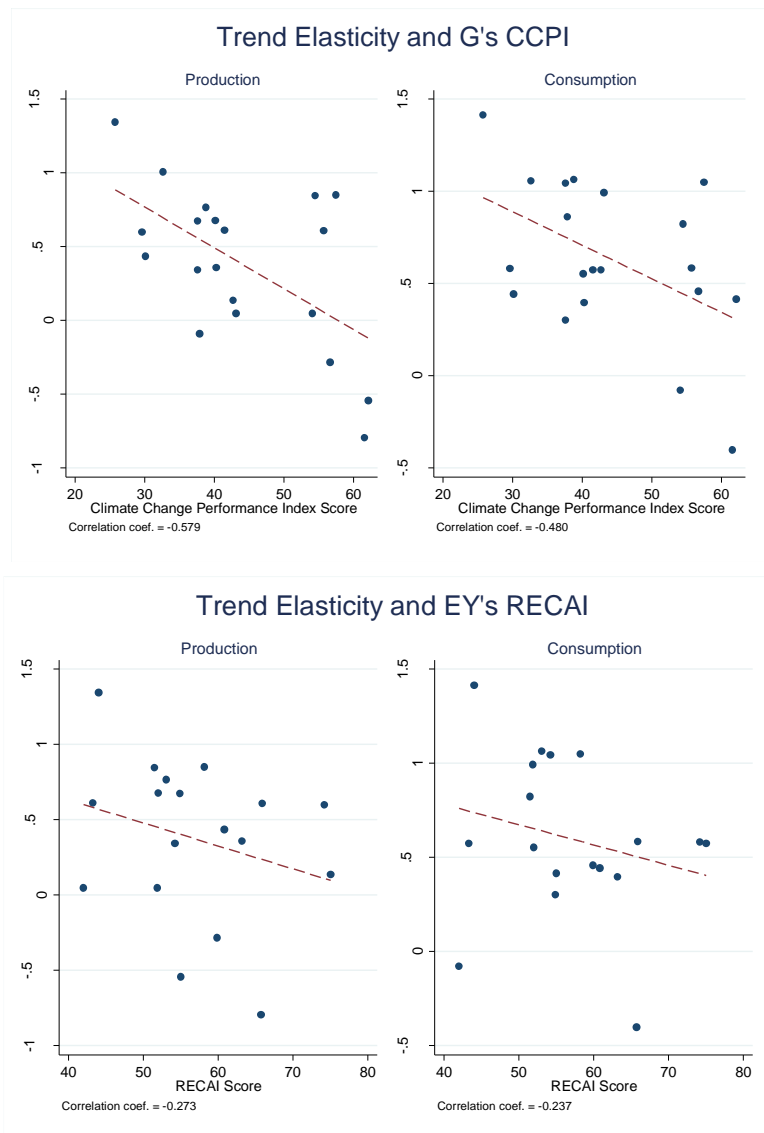 Trend Elasticity and G's CCPI
Production
1.5
1
.5
0
-.5
-1
20 30 40 50 60
Climate Change Performance Index Score
Correlation coef. = -0.579
Consumption
1.5
1
.5
0
-.5
20 30 40 50 60
Climate Change Performance Index Score
Correlation coef. = -0.480
Trend Elasticity and EY's RECAI
Production
1.5
1
.5
0
-.5
-1
40 50 60 70 80
RECAI Score
Correlation coef. = -0.273
Consumption
1.5
1
.5
0
-.5
40 50 60 70 80
RECAI Score
Correlation coef. = -0.237